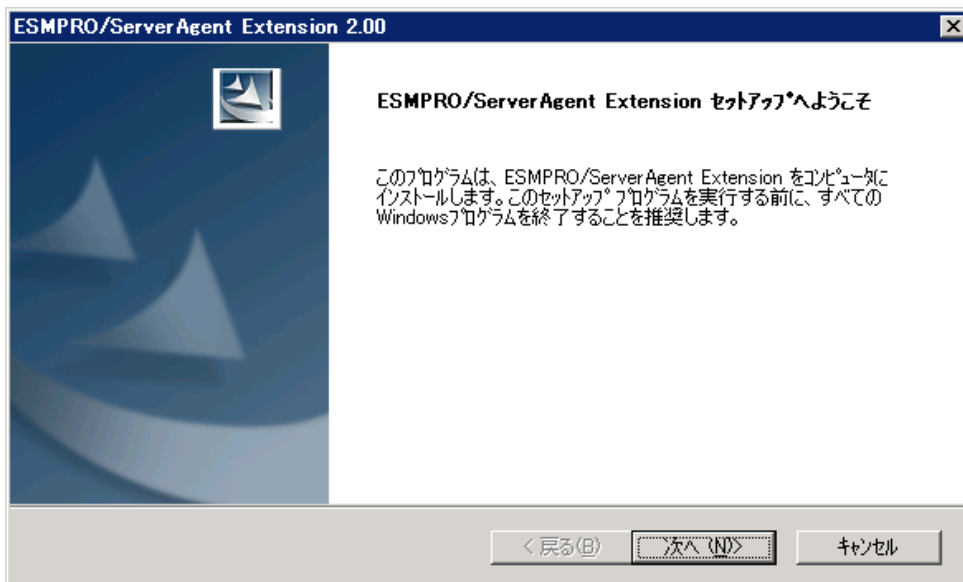 ESMPRO/ServerAgent Extension 2.00
ESMPRO/ServerAgent Extension セットアップへようこそ
このプログラムは、ESMPRO/ServerAgent Extension をコンピュータに
インストールします。このセットアップ プログラムを実行する前に、すべての
Windowsプログラムを終了することを推奨します。
< 戻る(B) 次へ (N)> キャンセル